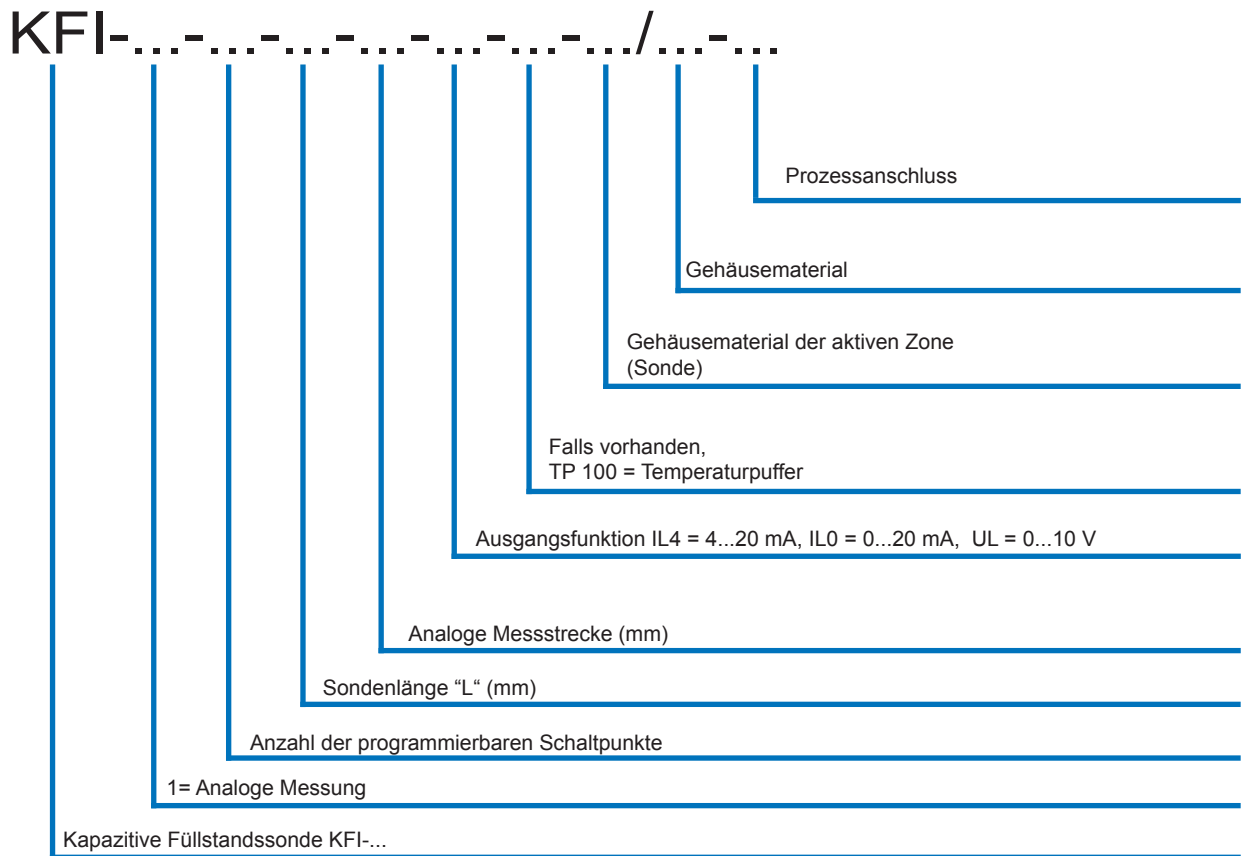 KFI-...-...-...-...-...-...-.../...-...
Prozessanschluss
Gehäusematerial
Gehäusematerial der aktiven Zone
(Sonde)
Falls vorhanden,
TP 100 = Temperaturpuffer
Ausgangsfunktion IL4 = 4...20 mA, IL0 = 0...20 mA,  UL = 0...10 V
Analoge Messstrecke (mm)
Sondenlänge “L“ (mm)
Anzahl der programmierbaren Schaltpunkte
1= Analoge Messung
Kapazitive Füllstandssonde KFI-...